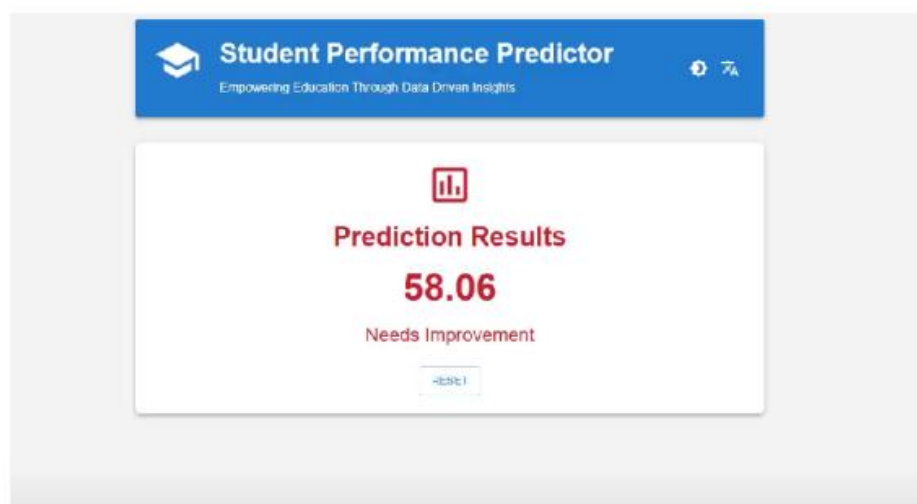 Student Performance Predictor
Empowering Education Through Data Driven Insights
Prediction Results
58.06
Needs Improvement
RESET